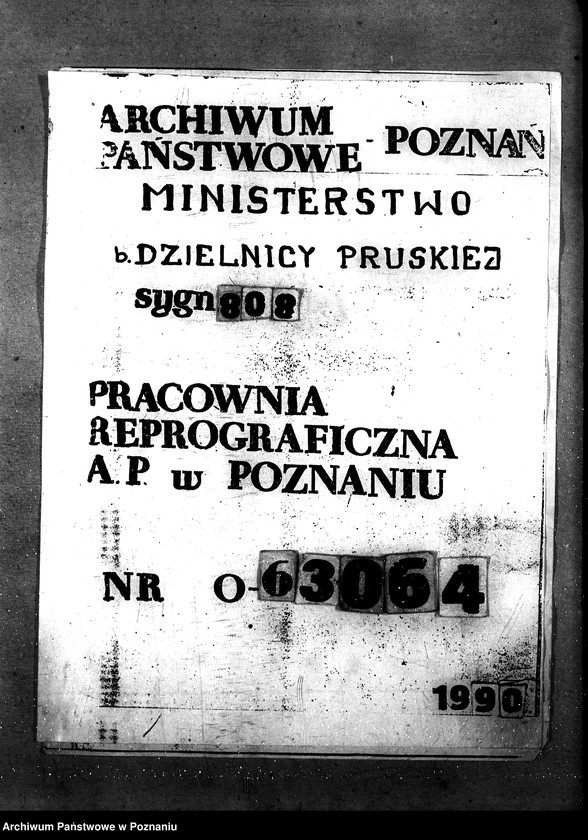 ARCHIWUM
PAŃSTWOWE - POZNAŃ
MINISTERSTWO
b. DZIELNICY PRUSKIEJ
sygn 808
PRACOWNIA
REPROGRAFICZNA
A.P. w POZNANIU
NR O-63064
1990
Archiwum Państwowe w Poznaniu